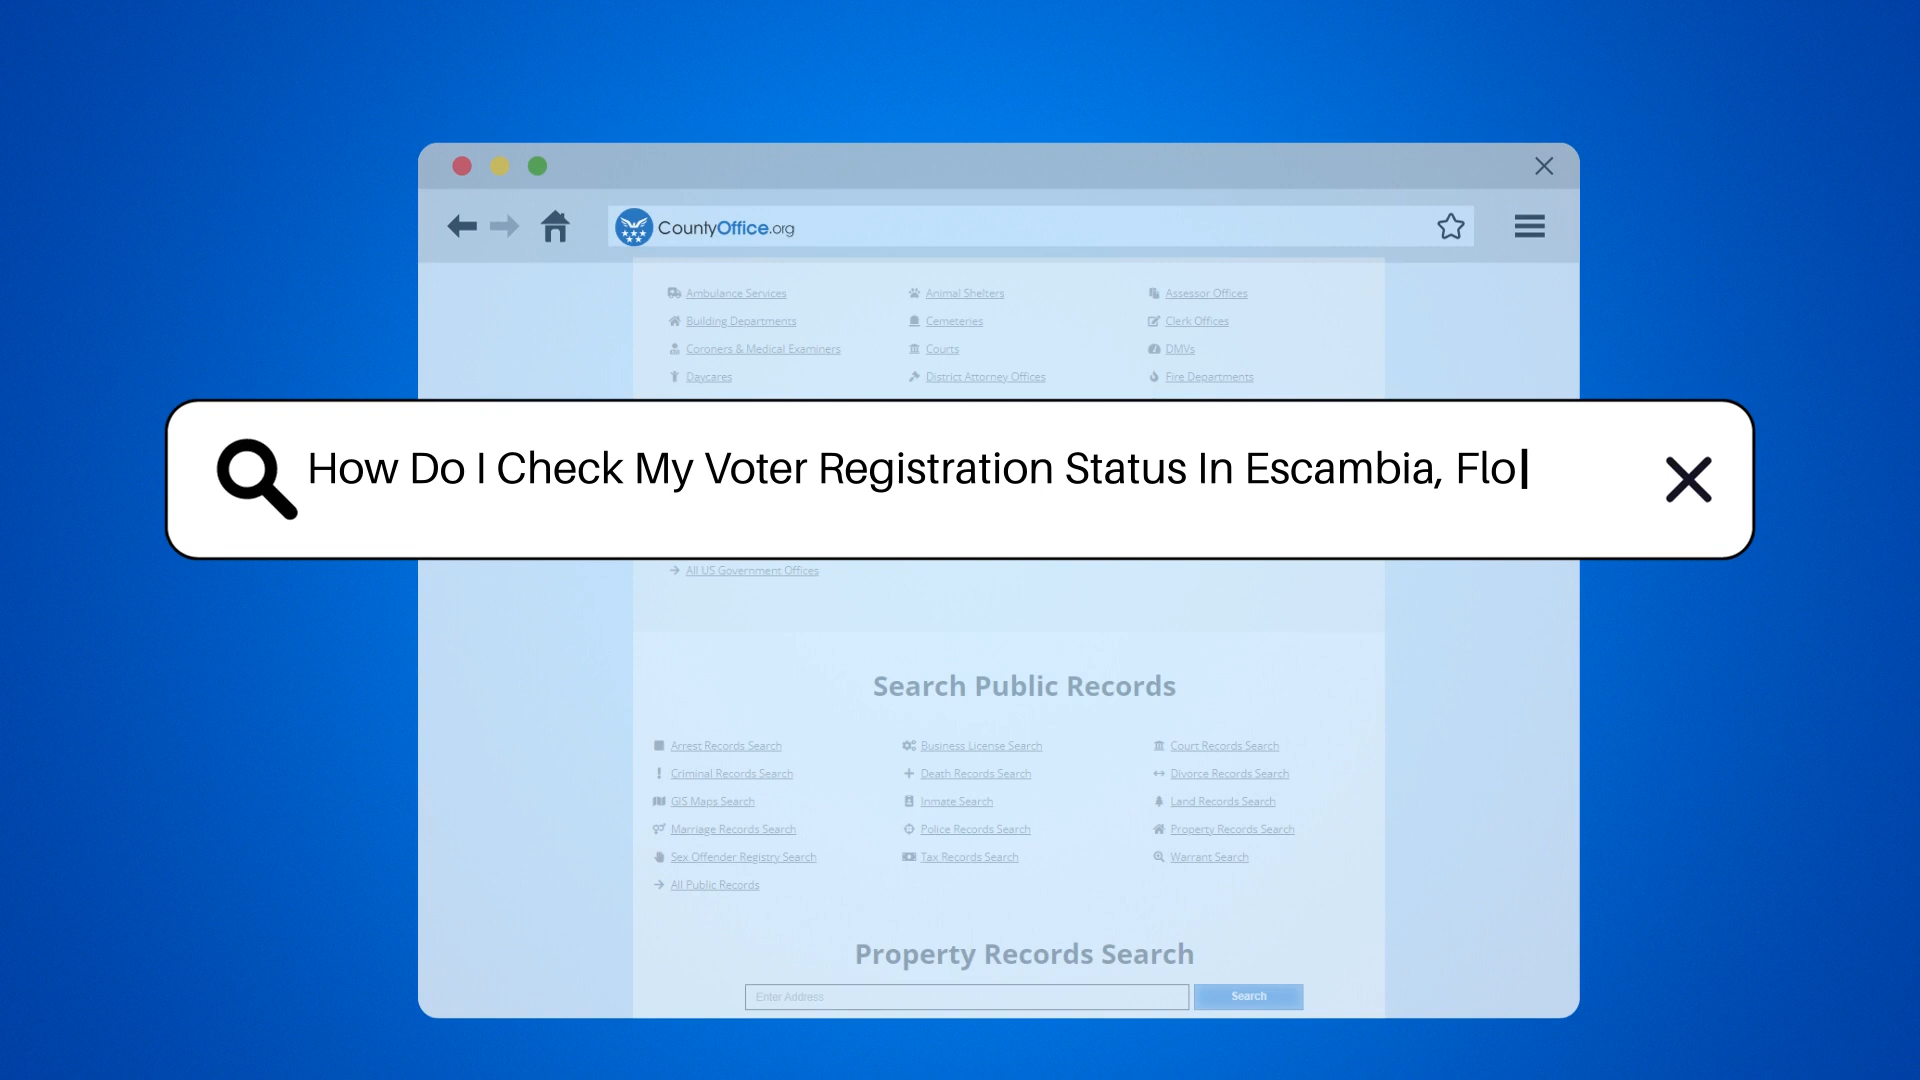 CountyOffice.org
Ambulance Services Animal Shelters Assessor Offices
Building Departments Cemeteries Clerk Offices
Coroners & Medical Examiners Courts DMVs
Daycares District Attorney Offices Fire Departments
How Do I Check My Voter Registration Status In Escambia, Flo
All US Government Offices
Search Public Records
Arrest Records Search Business License Search Court Records Search
Criminal Records Search Death Records Search Divorce Records Search
GIS Maps Search Inmate Search Land Records Search
Marriage Records Search Police Records Search Property Records Search
Sex Offender Registry Search Tax Records Search Warrant Search
All Public Records
Property Records Search
Enter Address Search